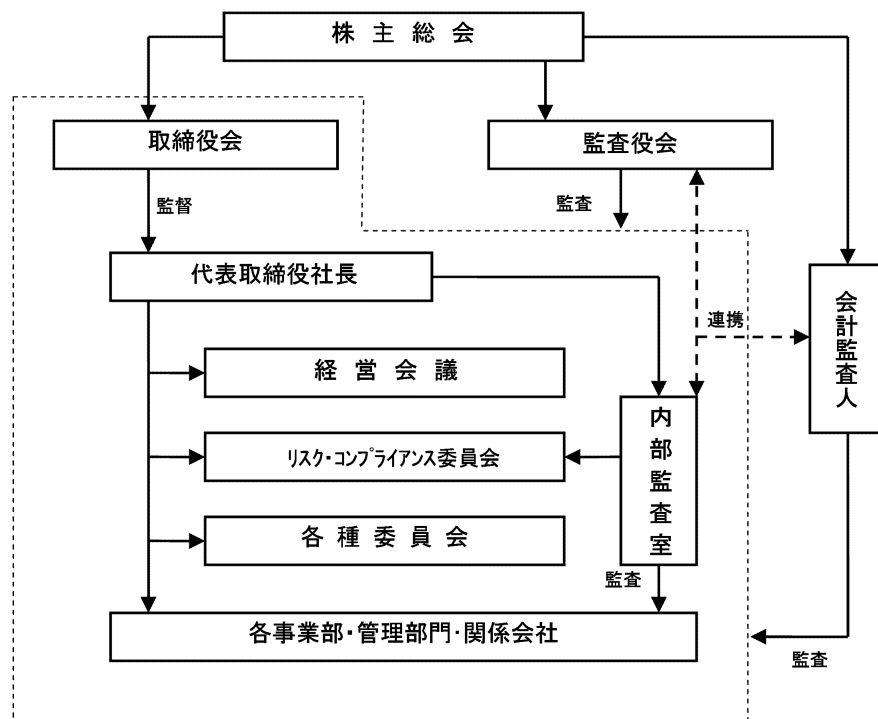 株主総会
取締役会
監査役会
監督
監査
代表取締役社長
会計監査人
連携
経営会議
内部監査室
リスク・コンプライアンス委員会
各種委員会
監査
各事業部・管理部門・関係会社
監査